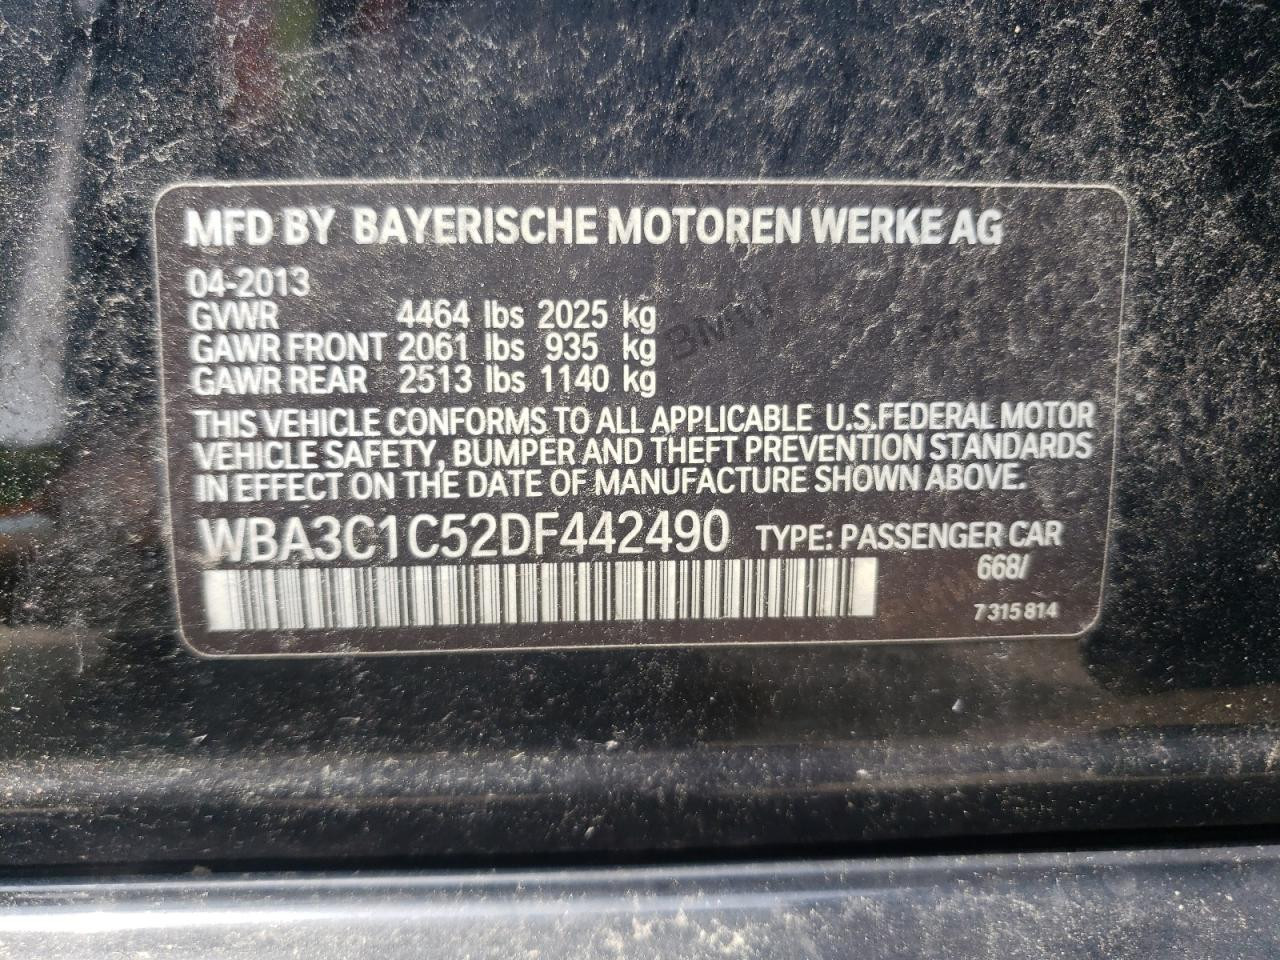 MFD BY BAYERISCHE MOTOREN WERKE AG
04-2013
GVWR 4464 lbs 2025 kg
GAWR FRONT 2061 lbs 935 kg
GAWR REAR 2513 lbs 1140 kg
THIS VEHICLE CONFORMS TO ALL APPLICABLE U.S.FEDERAL MOTOR
VEHICLE SAFETY, BUMPER AND THEFT PREVENTION STANDARDS
IN EFFECT ON THE DATE OF MANUFACTURE SHOWN ABOVE.
WBA3C1C52DF442490 TYPE: PASSENGER CAR
668/
7 315 814
BMW